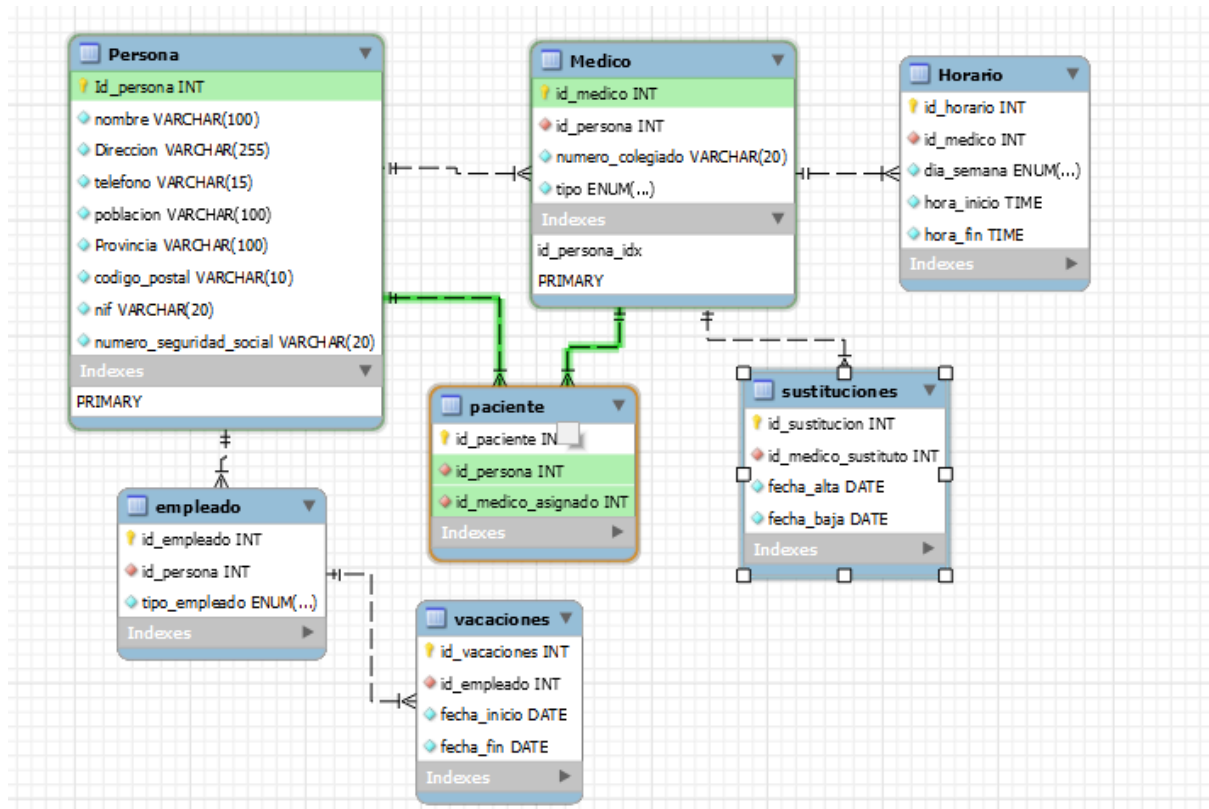 Persona
Id_persona INT
nombre VARCHAR(100)
Direccion VARCHAR(255)
telefono VARCHAR(15)
poblacion VARCHAR(100)
Provincia VARCHAR(100)
codigo_postal VARCHAR(10)
nif VARCHAR(20)
numero_seguridad_social VARCHAR(20)
Indexes
PRIMARY
Medico
id_medico INT
id_persona INT
numero_colegiado VARCHAR(20)
tipo ENUM(...)
Indexes
id_persona_idx
PRIMARY
Horario
id_horario INT
id_medico INT
dia_semana ENUM(...)
hora_inicio TIME
hora_fin TIME
Indexes
paciente
id_paciente IN
id_persona INT
id_medico_asignado INT
Indexes
sustituciones
id_sustitucion INT
id_medico_sustituto INT
fecha_alta DATE
fecha_baja DATE
Indexes
empleado
id_empleado INT
id_persona INT
tipo_empleado ENUM(...)
Indexes
vacaciones
id_vacaciones INT
id_empleado INT
fecha_inicio DATE
fecha_fin DATE
Indexes